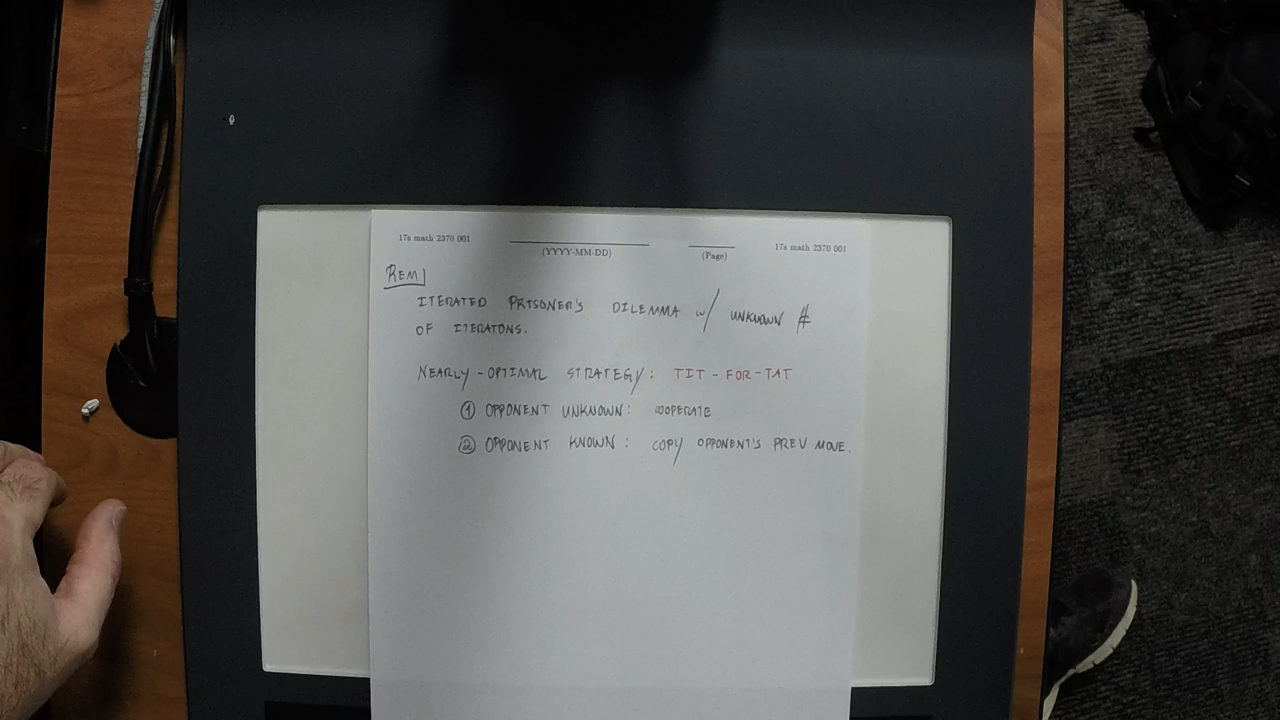 17s math 2370 001 (YYYY-MM-DD) (Page) 17s math 2370 001
REM
ITERATED PRISONER'S DILEMMA w/ UNKNOWN #
OF ITERATONS.
NEARLY-OPTIMAL STRATEGY: TIT-FOR-TAT
① OPPONENT UNKNOWN: COOPERATE
② OPPONENT KNOWN: COPY OPPONENT'S PREV MOVE.